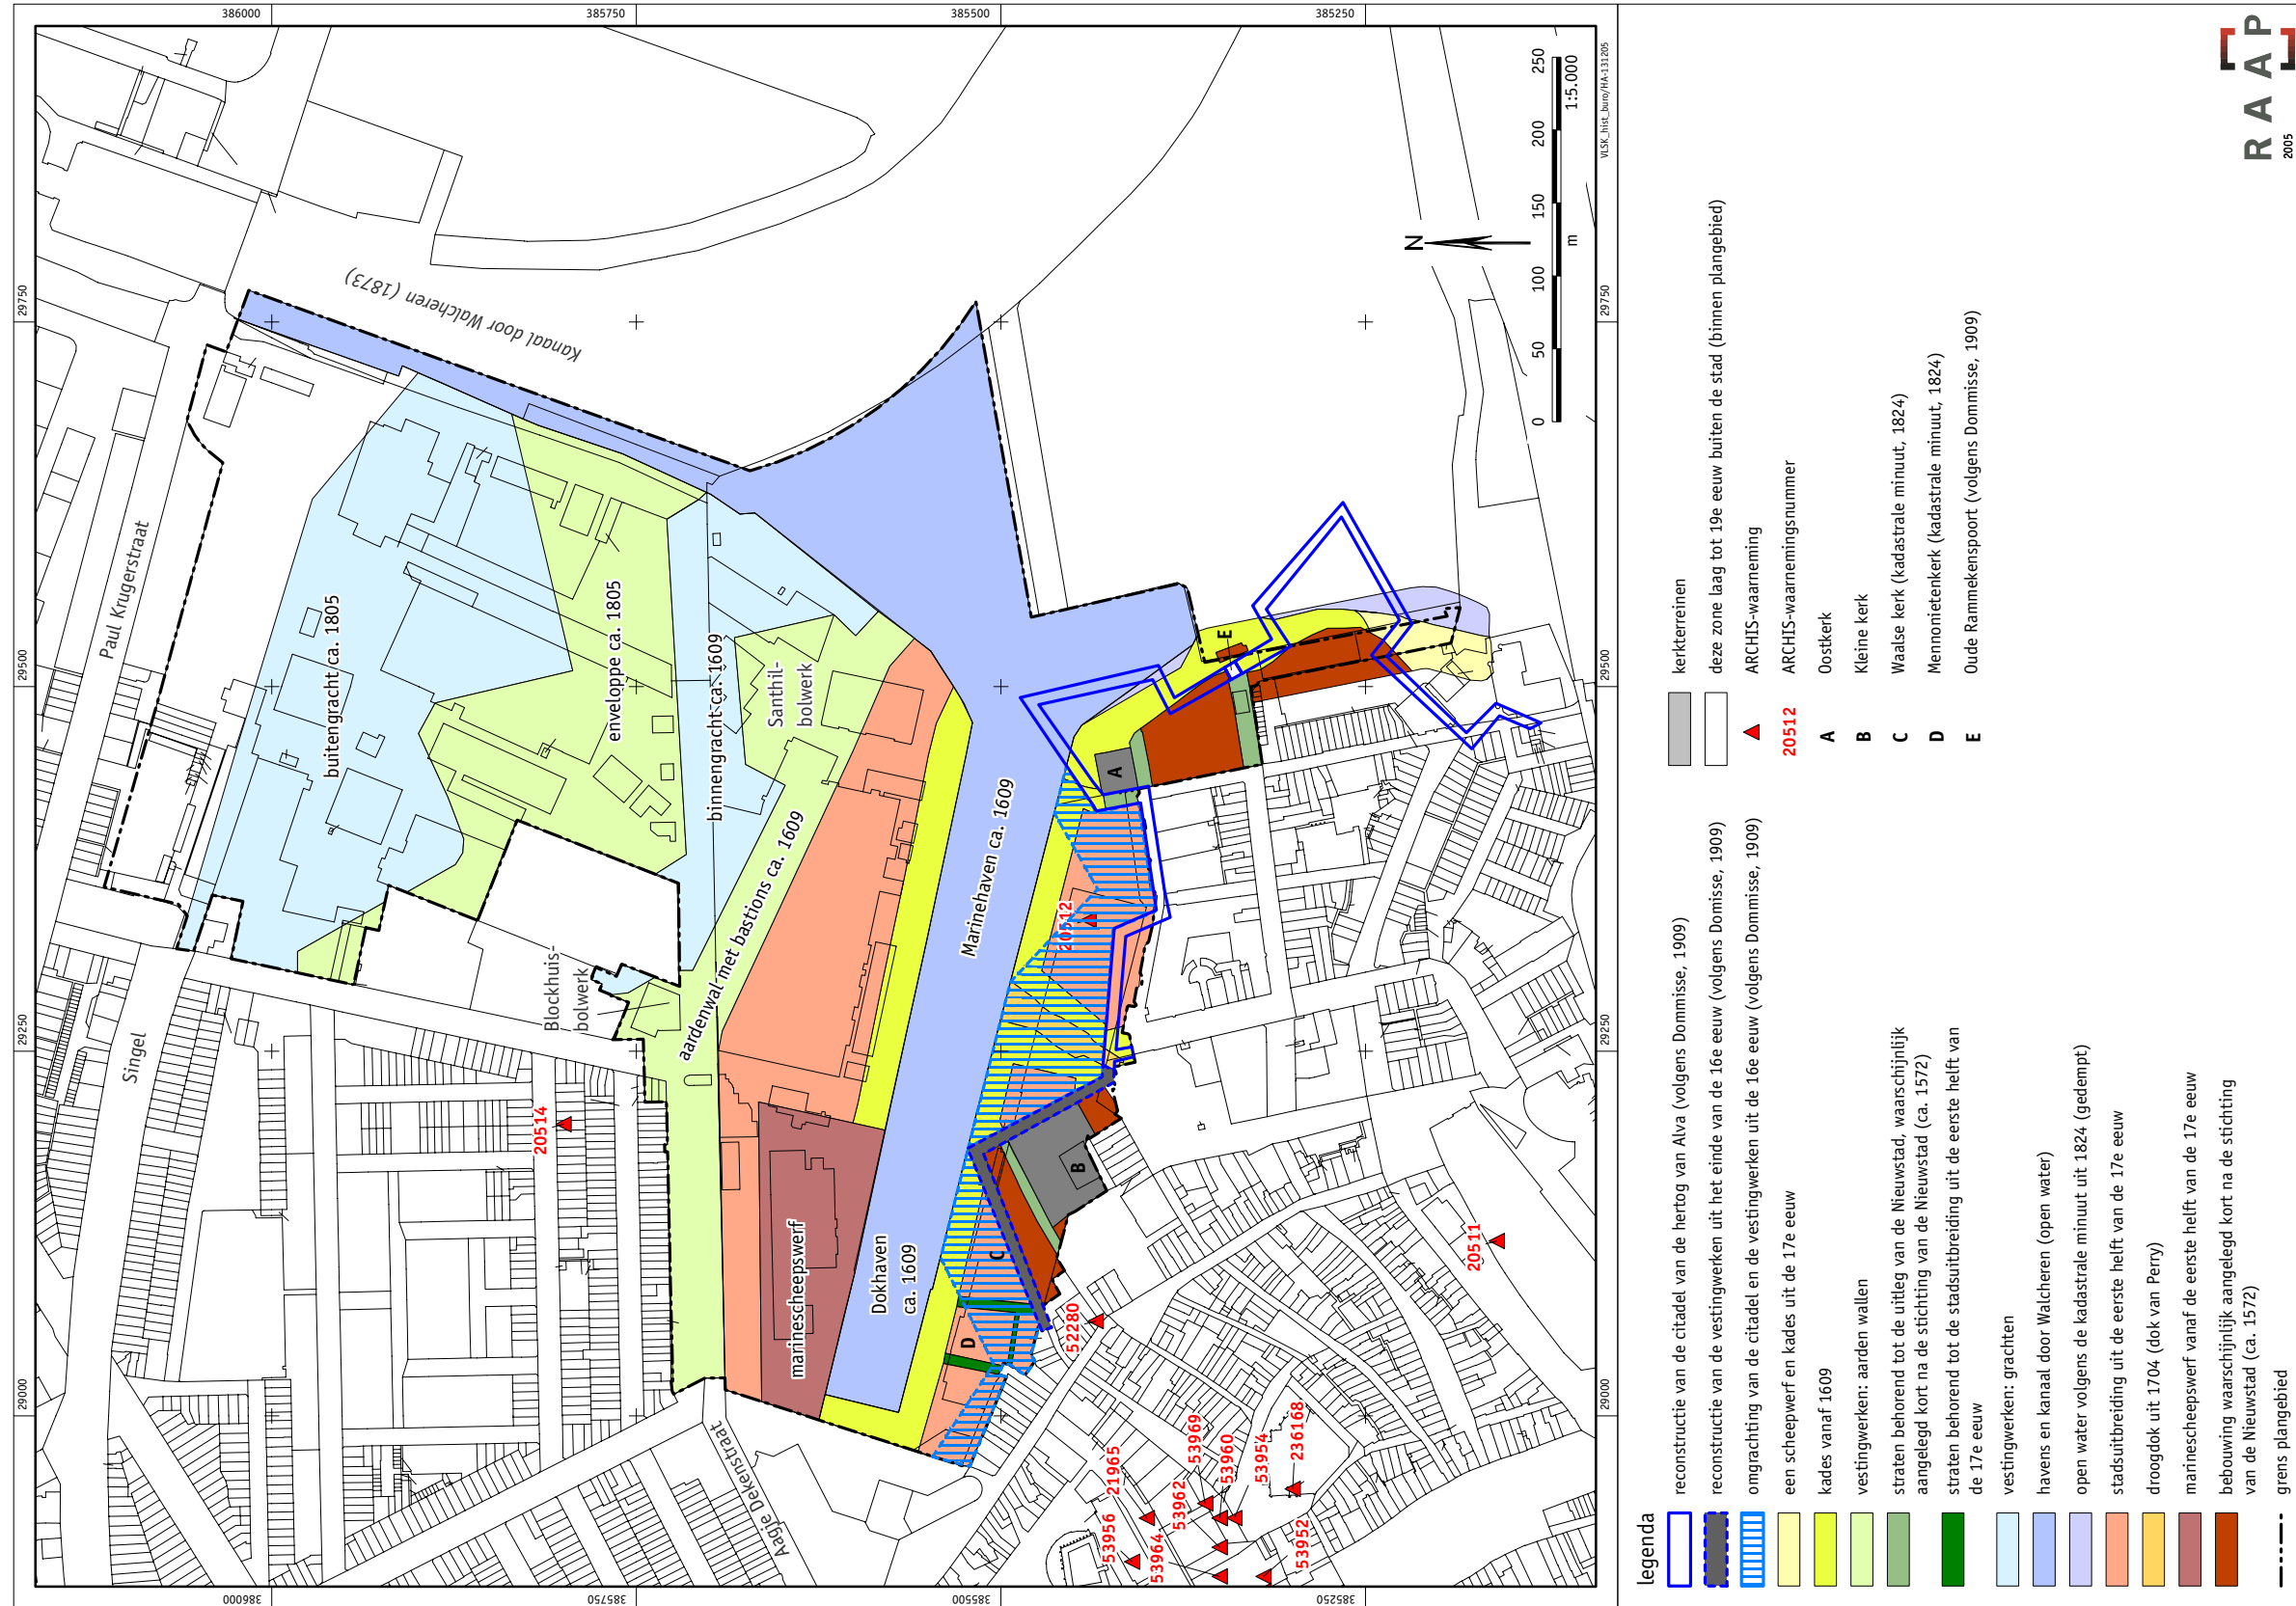 386000
385750
385500
385250
29750
29500
29250
29000
29750
29500
29250
29000
386000
385750
385500
385250
Paul Krugerstraat
Singel
Aagje Dekenstraat
Kanaal door Walcheren (1873)
buitengracht ca. 1805
enveloppe ca. 1805
binnengracht ca. 1609
Santhil-
bolwerk
Blockhuis-
bolwerk
aardenwal met bastions ca. 1609
Marinehaven ca. 1609
marinescheepswerf
Dokhaven
ca. 1609
A
B
C
D
E
20514
20512
20511
52280
21965
53956
53964
53962
53969
53960
53954
236168
53952
N
0
50
100
150
200
250
m
1:5.000
VLSK_hist_buro/HA-131205
legenda
reconstructie van de citadel van de hertog van Alva (volgens Dommisse, 1909)
reconstructie van de vestingwerken uit het einde van de 16e eeuw (volgens Domisse, 1909)
omgrachting van de citadel en de vestingwerken uit de 16e eeuw (volgens Dommisse, 1909)
een scheepwerf en kades uit de 17e eeuw
kades vanaf 1609
vestingwerken: aarden wallen
straten behorend tot de uitleg van de Nieuwstad, waarschijnlijk
aangelegd kort na de stichting van de Nieuwstad (ca. 1572)
straten behorend tot de stadsuitbreiding uit de eerste helft van
de 17e eeuw
vestingwerken: grachten
havens en kanaal door Walcheren (open water)
open water volgens de kadastrale minuut uit 1824 (gedempt)
stadsuitbreiding uit de eerste helft van de 17e eeuw
droogdok uit 1704 (dok van Perry)
marinescheepswerf vanaf de eerste helft van de 17e eeuw
bebouwing waarschijnlijk aangelegd kort na de stichting
van de Nieuwstad (ca. 1572)
grens plangebied
kerkterreinen
deze zone laag tot 19e eeuw buiten de stad (binnen plangebied)
ARCHIS-waarneming
20512 ARCHIS-waarnemingsnummer
A Oostkerk
B Kleine kerk
C Waalse kerk (kadastrale minuut, 1824)
D Mennonietenkerk (kadastrale minuut, 1824)
E Oude Rammekenspoort (volgens Dommisse, 1909)
RAAP
2005